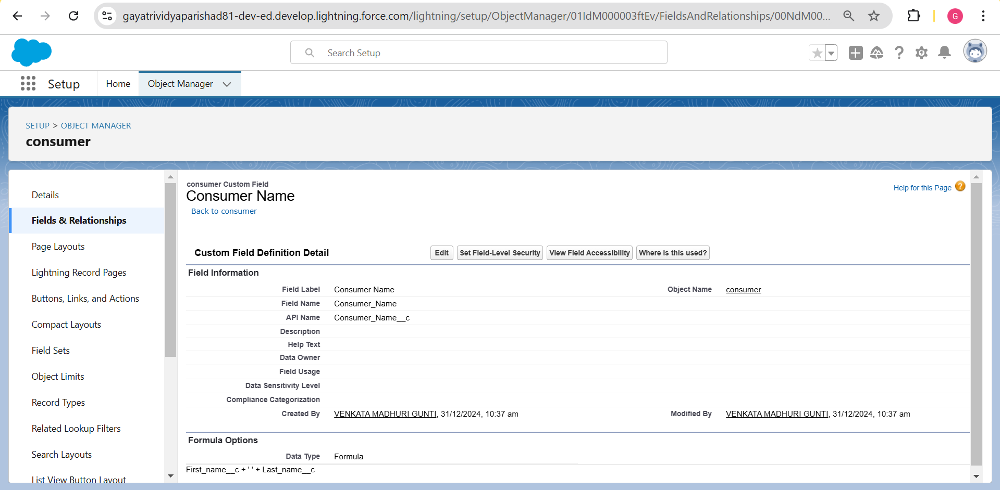 gayatrividyaparishad81-dev-ed.develop.lightning.force.com/lightning/setup/ObjectManager/01IdM000003ftEv/FieldsAndRelationships/00NdM00...
G
Search Setup
Setup
Home
Object Manager
SETUP > OBJECT MANAGER
consumer
Details
Fields & Relationships
Page Layouts
Lightning Record Pages
Buttons, Links, and Actions
Compact Layouts
Field Sets
Object Limits
Record Types
Related Lookup Filters
Search Layouts
List View Button Layout
consumer Custom Field
Consumer Name
Back to consumer
Help for this Page ?
Custom Field Definition Detail
Edit
Set Field-Level Security
View Field Accessibility
Where is this used?
Field Information
Field Label Consumer Name Object Name consumer
Field Name Consumer_Name
API Name Consumer_Name__c
Description
Help Text
Data Owner
Field Usage
Data Sensitivity Level
Compliance Categorization
Created By VENKATA MADHURI GUNTI, 31/12/2024, 10:37 am Modified By VENKATA MADHURI GUNTI, 31/12/2024, 10:37 am
Formula Options
Data Type Formula
First_name__c + ' ' + Last_name__c